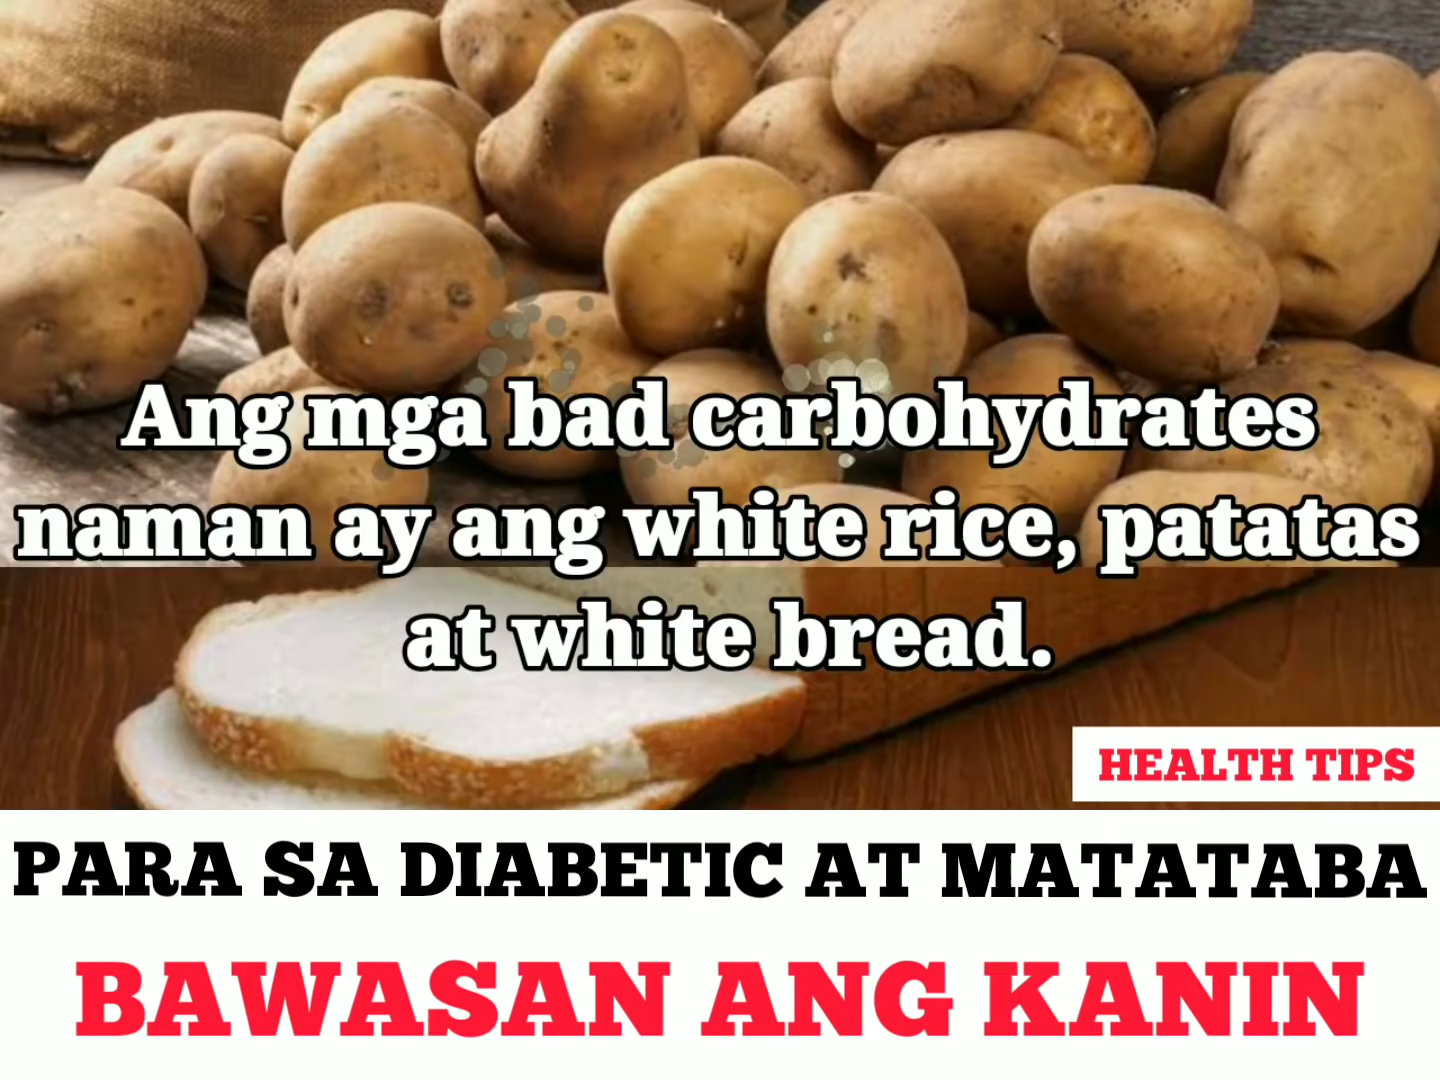 Ang mga bad carbohydrates
naman ay ang white rice, patatas
at white bread.
HEALTH TIPS
PARA SA DIABETIC AT MATATABA
BAWASAN ANG KANIN